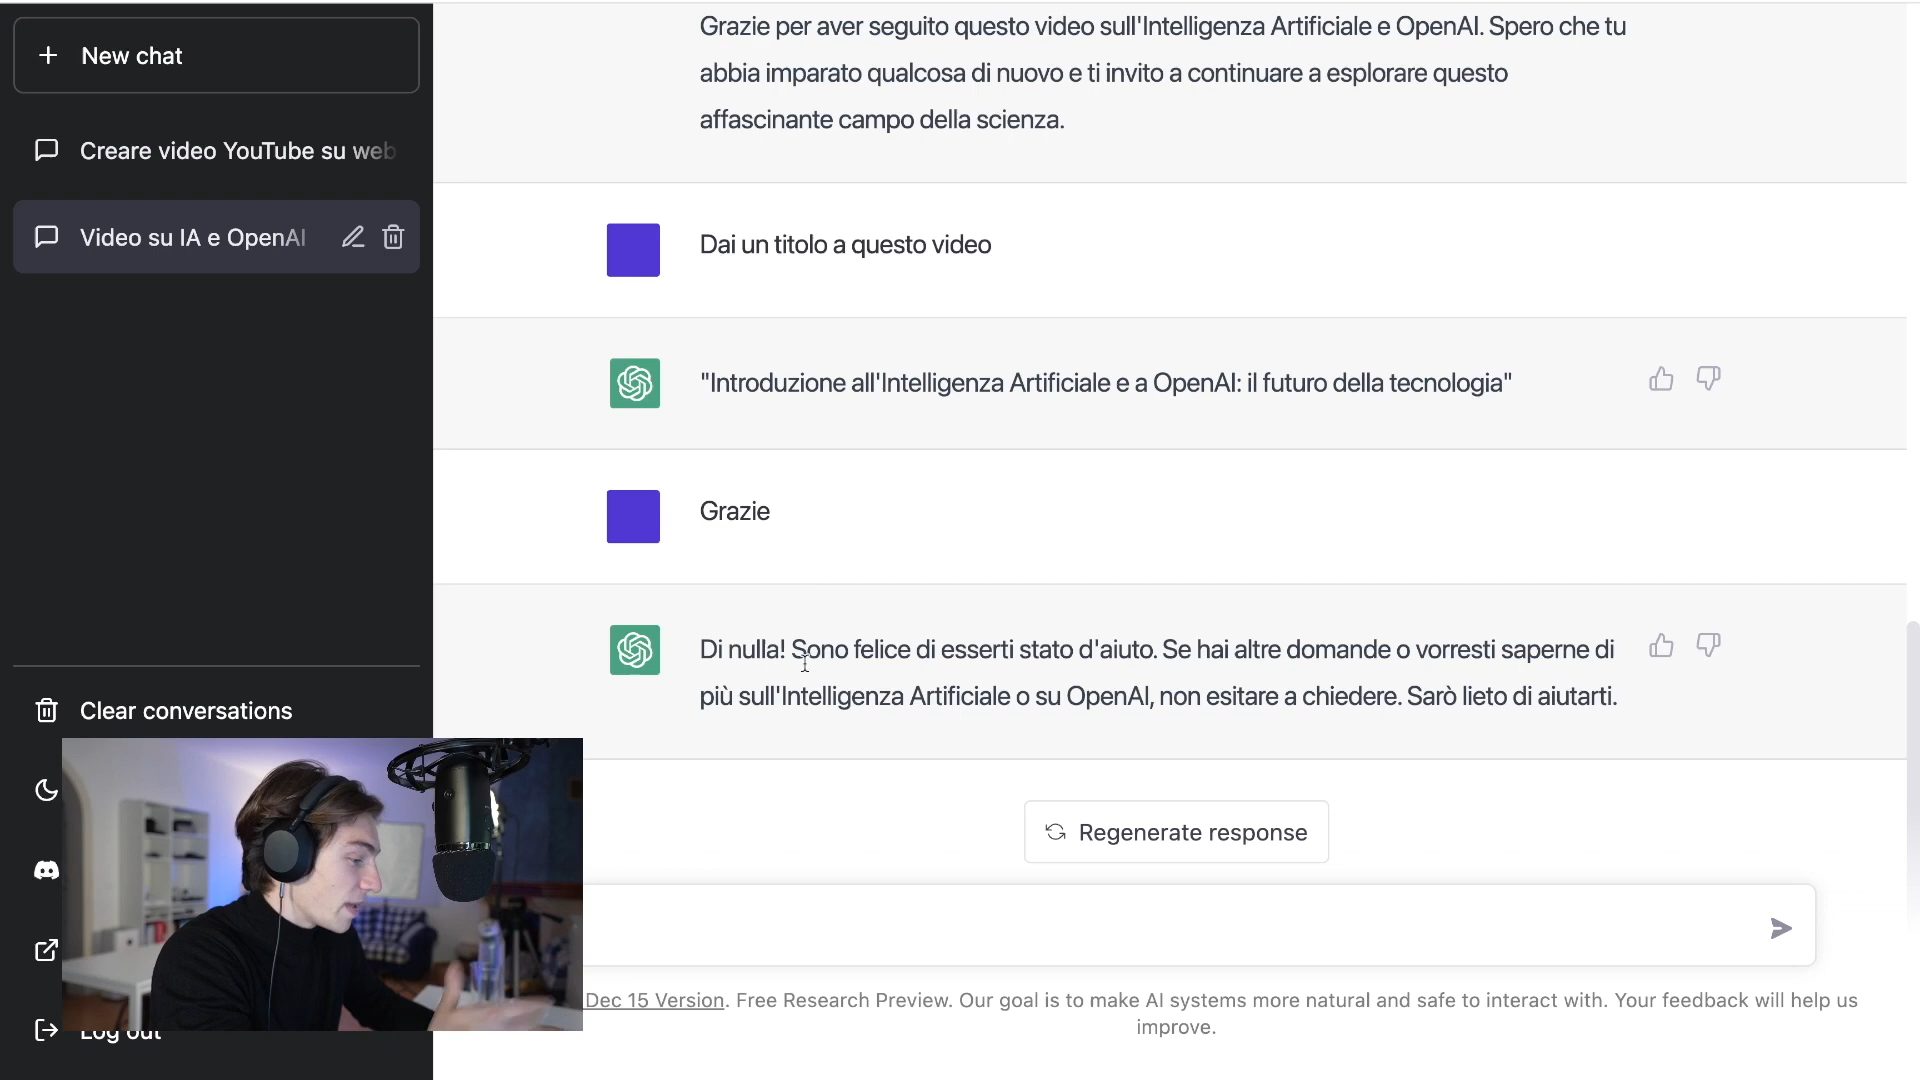 New chat
Creare video YouTube su web
Video su IA e OpenAI
Clear conversations
Log out
Grazie per aver seguito questo video sull'Intelligenza Artificiale e OpenAI. Spero che tu
abbia imparato qualcosa di nuovo e ti invito a continuare a esplorare questo
affascinante campo della scienza.
Dai un titolo a questo video
"Introduzione all'Intelligenza Artificiale e a OpenAI: il futuro della tecnologia"
Grazie
Di nulla! Sono felice di esserti stato d'aiuto. Se hai altre domande o vorresti saperne di
più sull'Intelligenza Artificiale o su OpenAI, non esitare a chiedere. Sarò lieto di aiutarti.
Regenerate response
Dec 15 Version. Free Research Preview. Our goal is to make AI systems more natural and safe to interact with. Your feedback will help us
improve.